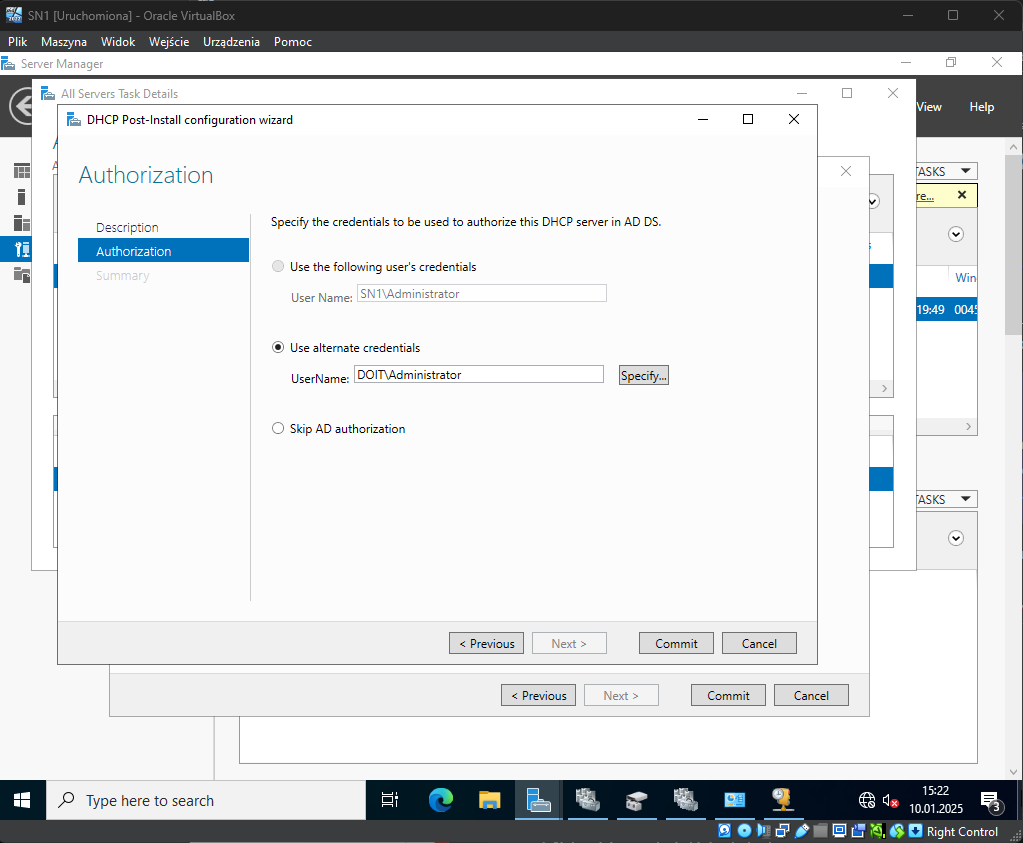 SN1 [Uruchomiona] - Oracle VirtualBox
Plik Maszyna Widok Wejście Urządzenia Pomoc
Server Manager
View Help
All Servers Task Details
DHCP Post-Install configuration wizard
Authorization
Description
Authorization
Summary
Specify the credentials to be used to authorize this DHCP server in AD DS.
Use the following user's credentials
User Name: SN1\Administrator
Use alternate credentials
UserName: DOIT\Administrator Specify...
Skip AD authorization
< Previous Next > Commit Cancel
< Previous Next > Commit Cancel
TASKS
re...
Win
19:49 0045
TASKS
Type here to search
15:22
10.01.2025
3
Right Control